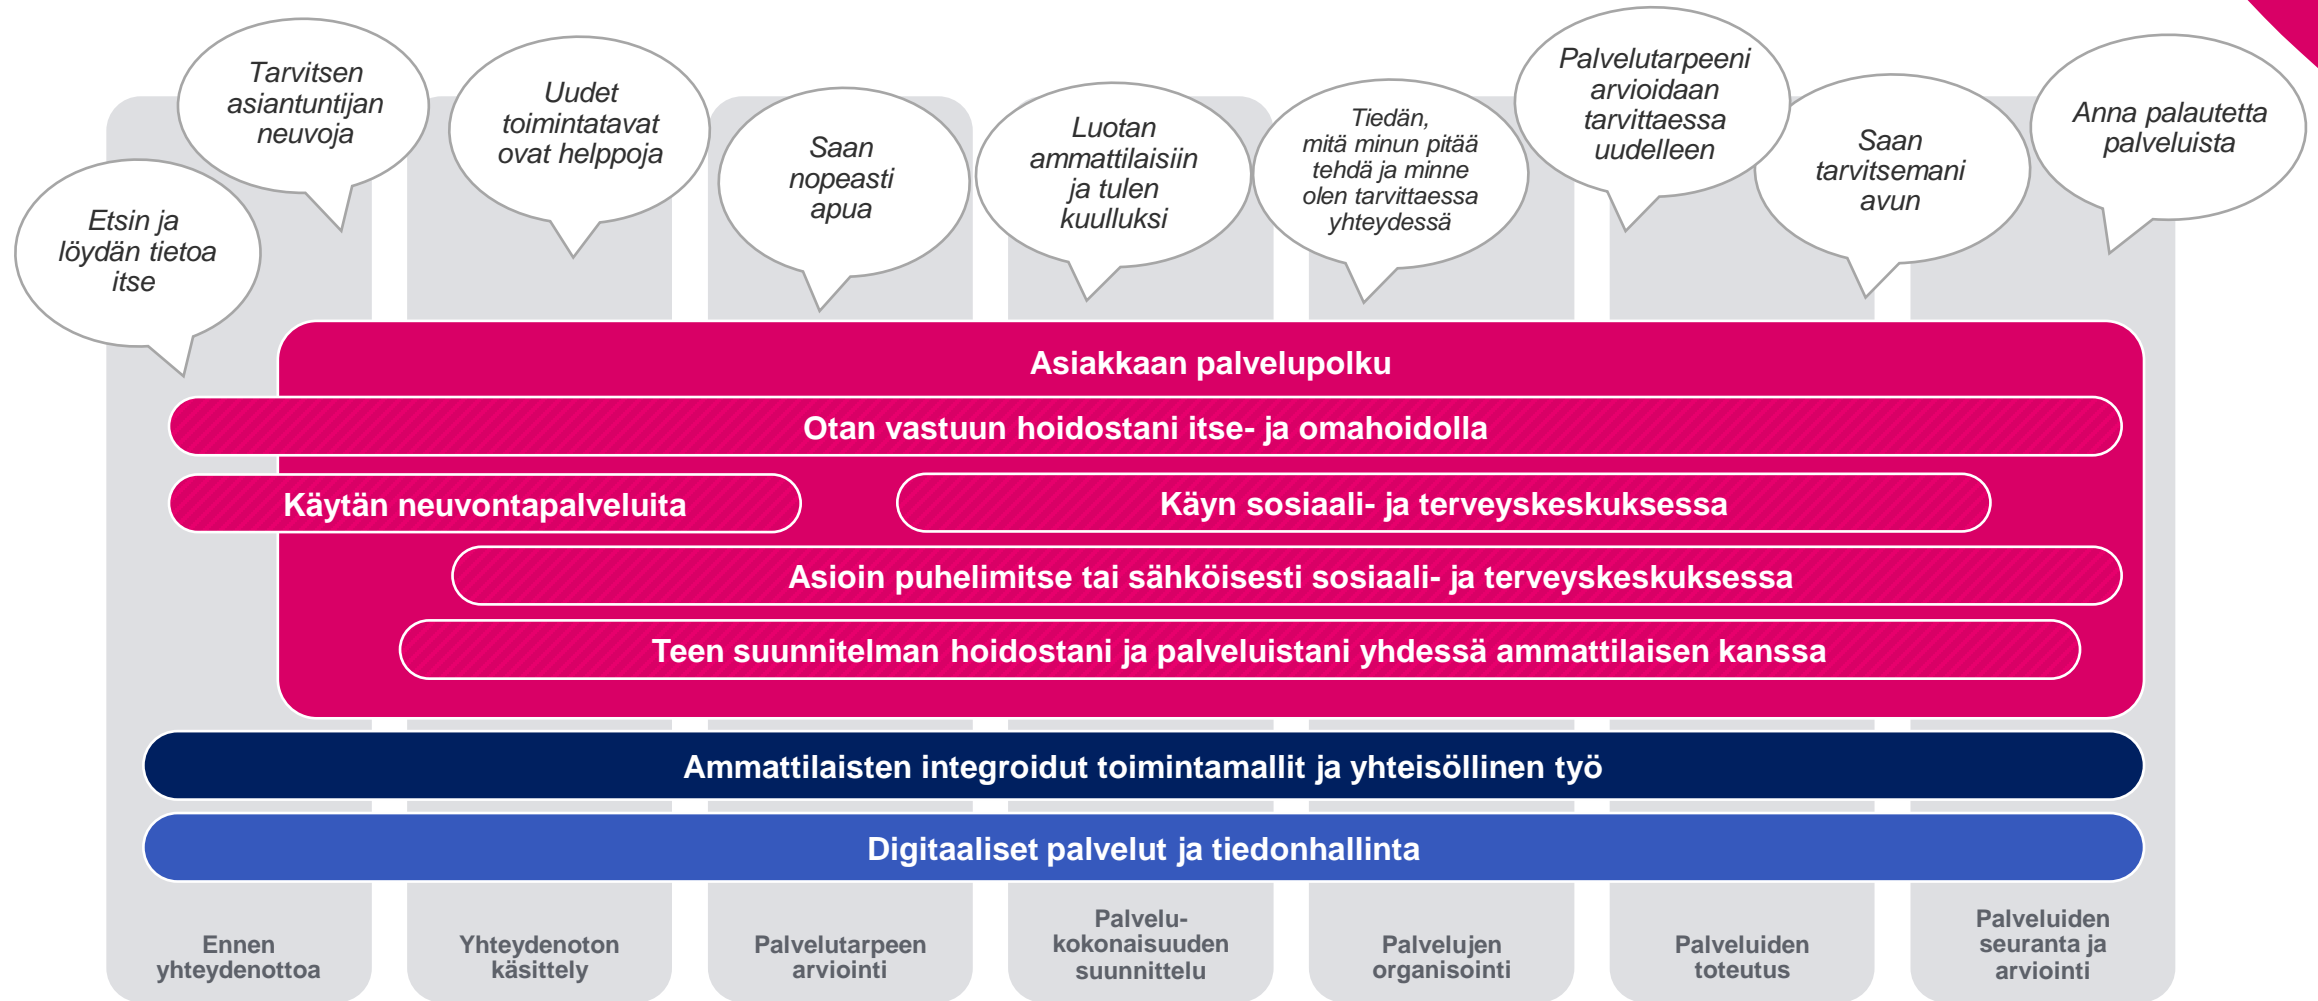 Etsin ja
löydän tietoa
itse
Tarvitsen
asiantuntijan
neuvoja
Uudet
toimintatavat
ovat helppoja
Saan
nopeasti
apua
Luotan
ammattilaisiin
ja tulen
kuulluksi
Tiedän,
mitä minun pitää
tehdä ja minne
olen tarvittaessa
yhteydessä
Palvelutarpeeni
arvioidaan
tarvittaessa
uudelleen
Saan
tarvitsemani
avun
Anna palautetta
palveluista
Asiakkaan palvelupolku
Otan vastuun hoidostani itse- ja omahoidolla
Käytän neuvontapalveluita
Käyn sosiaali- ja terveyskeskuksessa
Asioin puhelimitse tai sähköisesti sosiaali- ja terveyskeskuksessa
Teen suunnitelman hoidostani ja palveluistani yhdessä ammattilaisen kanssa
Ammattilaisten integroidut toimintamallit ja yhteisöllinen työ
Digitaaliset palvelut ja tiedonhallinta
Ennen
yhteydenottoa
Yhteydenoton
käsittely
Palvelutarpeen
arviointi
Palvelu-
kokonaisuuden
suunnittelu
Palvelujen
organisointi
Palveluiden
toteutus
Palveluiden
seuranta ja
arviointi